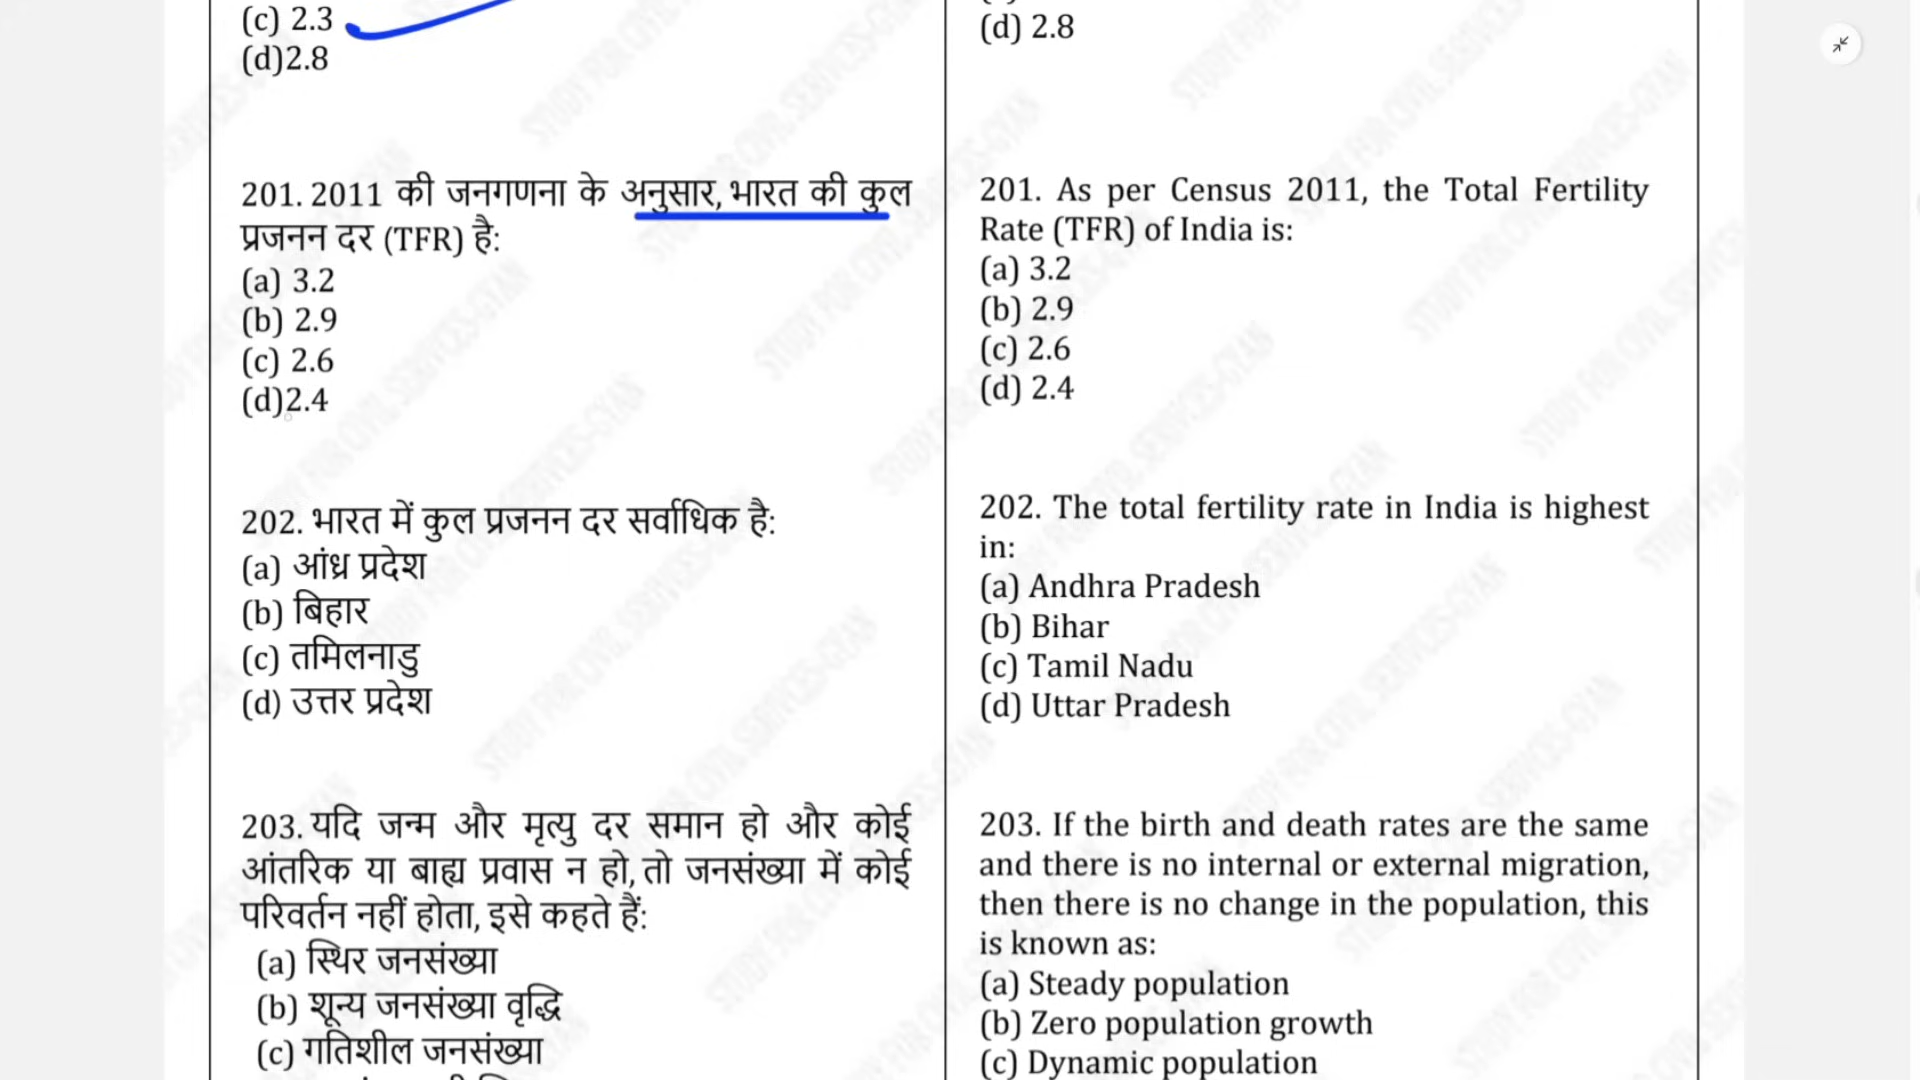 (c) 2.3
(d)2.8
201. 2011 की जनगणना के अनुसार, भारत की कुल
प्रजनन दर (TFR) है:
(a) 3.2
(b) 2.9
(c) 2.6
(d)2.4
202. भारत में कुल प्रजनन दर सर्वाधिक है:
(a) आंध्र प्रदेश
(b) बिहार
(c) तमिलनाडु
(d) उत्तर प्रदेश
203. यदि जन्म और मृत्यु दर समान हो और कोई
आंतरिक या बाह्य प्रवास न हो, तो जनसंख्या में कोई
परिवर्तन नहीं होता, इसे कहते हैं:
(a) स्थिर जनसंख्या
(b) शून्य जनसंख्या वृद्धि
(c) गतिशील जनसंख्या
(d) 2.8
201. As per Census 2011, the Total Fertility
Rate (TFR) of India is:
(a) 3.2
(b) 2.9
(c) 2.6
(d) 2.4
202. The total fertility rate in India is highest
in:
(a) Andhra Pradesh
(b) Bihar
(c) Tamil Nadu
(d) Uttar Pradesh
203. If the birth and death rates are the same
and there is no internal or external migration,
then there is no change in the population, this
is known as:
(a) Steady population
(b) Zero population growth
(c) Dynamic population
STUDY FOR CIVIL SERVICES-GYAN